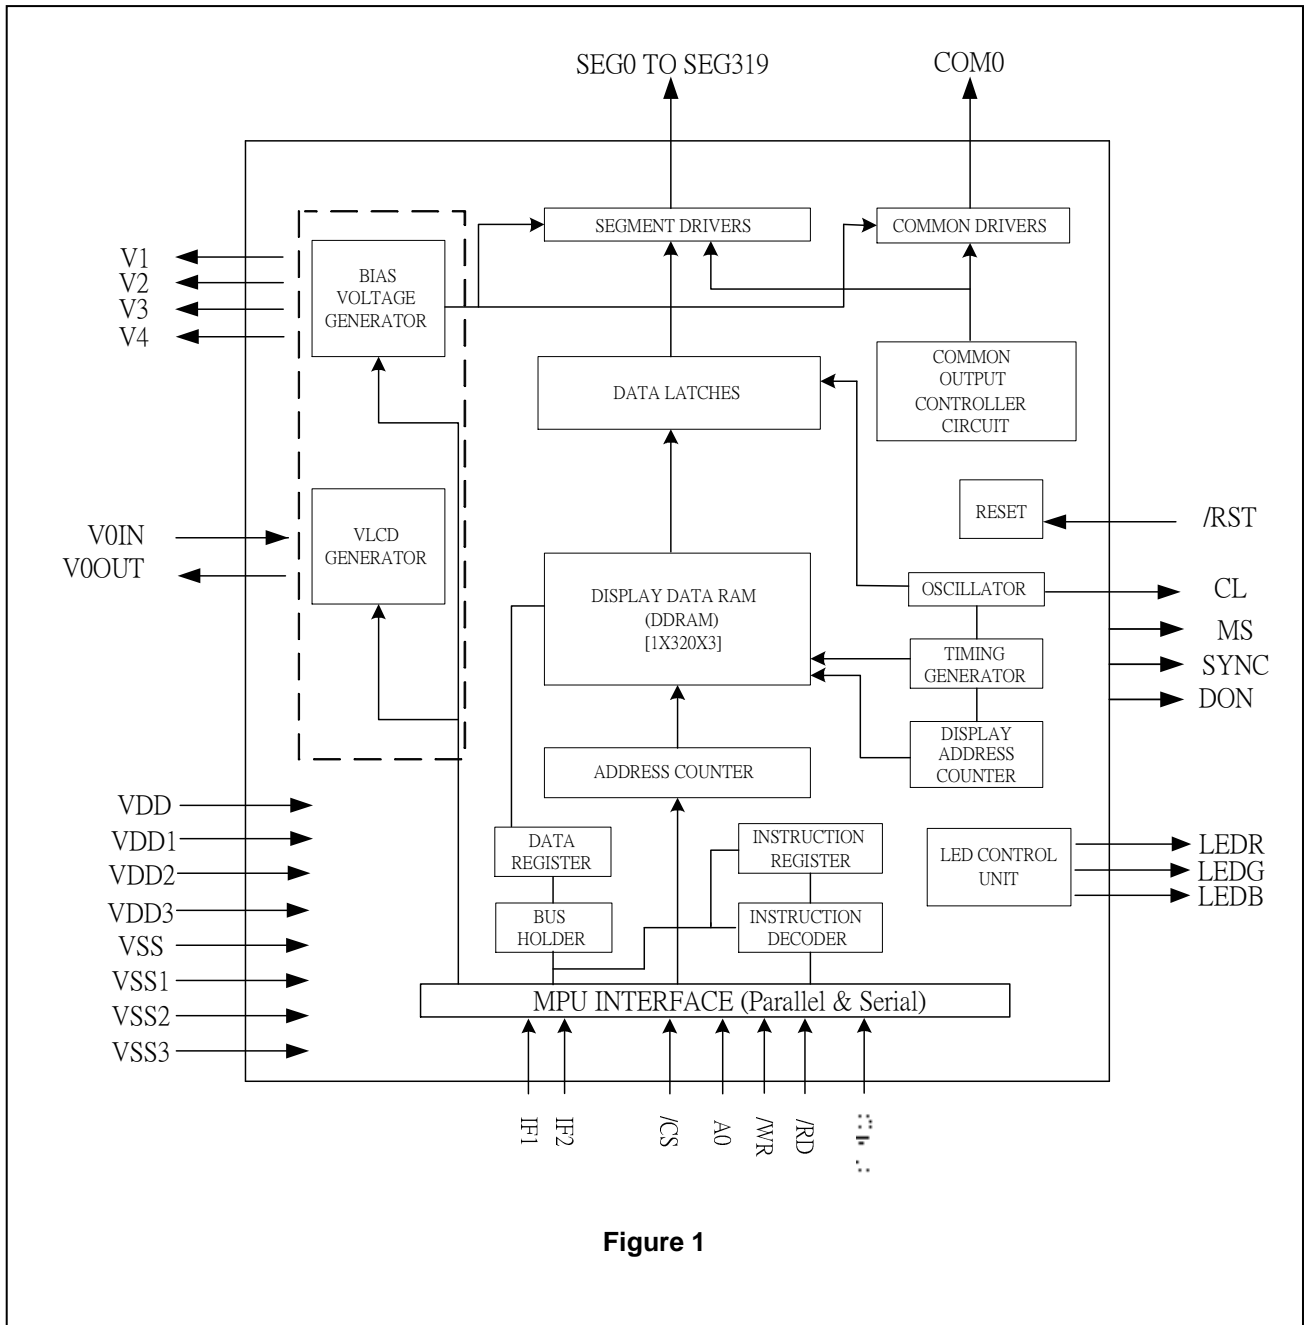 SEG0 TO SEG319
COM0
SEGMENT DRIVERS
COMMON DRIVERS
V1
V2
V3
V4
BIAS
VOLTAGE
GENERATOR
DATA LATCHES
COMMON
OUTPUT
CONTROLLER
CIRCUIT
RESET
/RST
V0IN
V0OUT
VLCD
GENERATOR
DISPLAY DATA RAM
(DDRAM)
[1X320X3]
OSCILLATOR
CL
MS
SYNC
DON
TIMING
GENERATOR
DISPLAY
ADDRESS
COUNTER
ADDRESS COUNTER
VDD
VDD1
VDD2
VDD3
VSS
VSS1
VSS2
VSS3
DATA
REGISTER
INSTRUCTION
REGISTER
BUS
HOLDER
INSTRUCTION
DECODER
LED CONTROL
UNIT
LEDR
LEDG
LEDB
MPU INTERFACE (Parallel & Serial)
IF1
IF2
/CS
A0
/WR
/RD
Figure 1